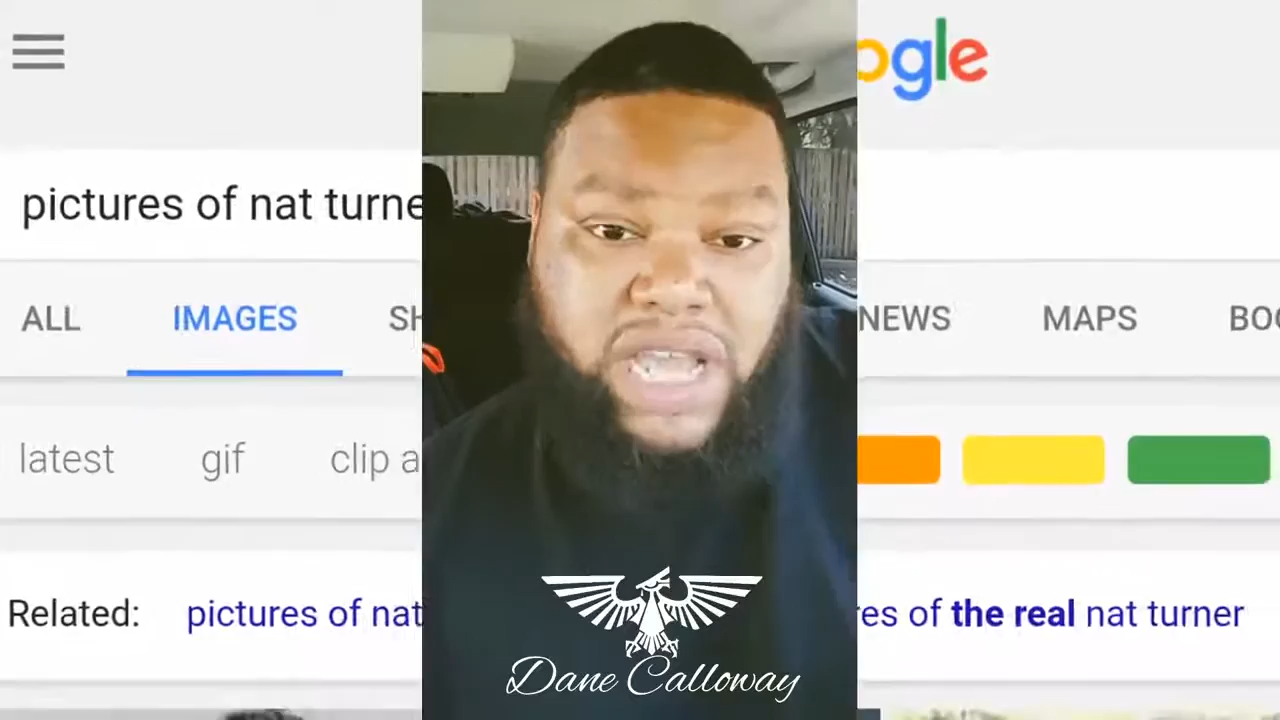 ogle
pictures of nat turne
ALL IMAGES SH NEWS MAPS BOO
latest gif clip a
Related: pictures of nat es of the real nat turner
Dane Calloway